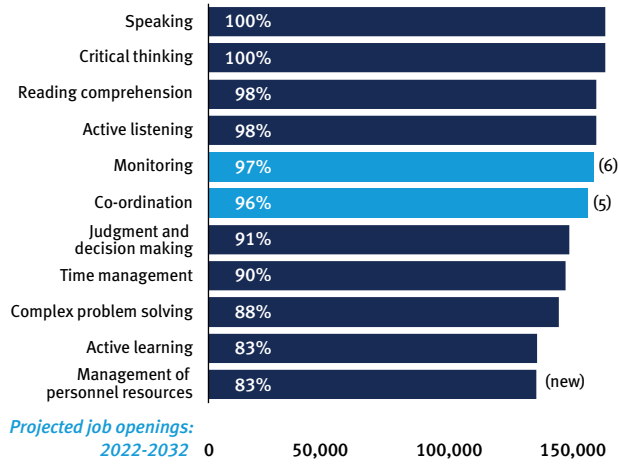 Speaking 100%
Critical thinking 100%
Reading comprehension 98%
Active listening 98%
Monitoring 97% (6)
Co-ordination 96% (5)
Judgment and
decision making 91%
Time management 90%
Complex problem solving 88%
Active learning 83%
Management of
personnel resources 83% (new)
Projected job openings:
2022-2032 0 50,000 100,000 150,000